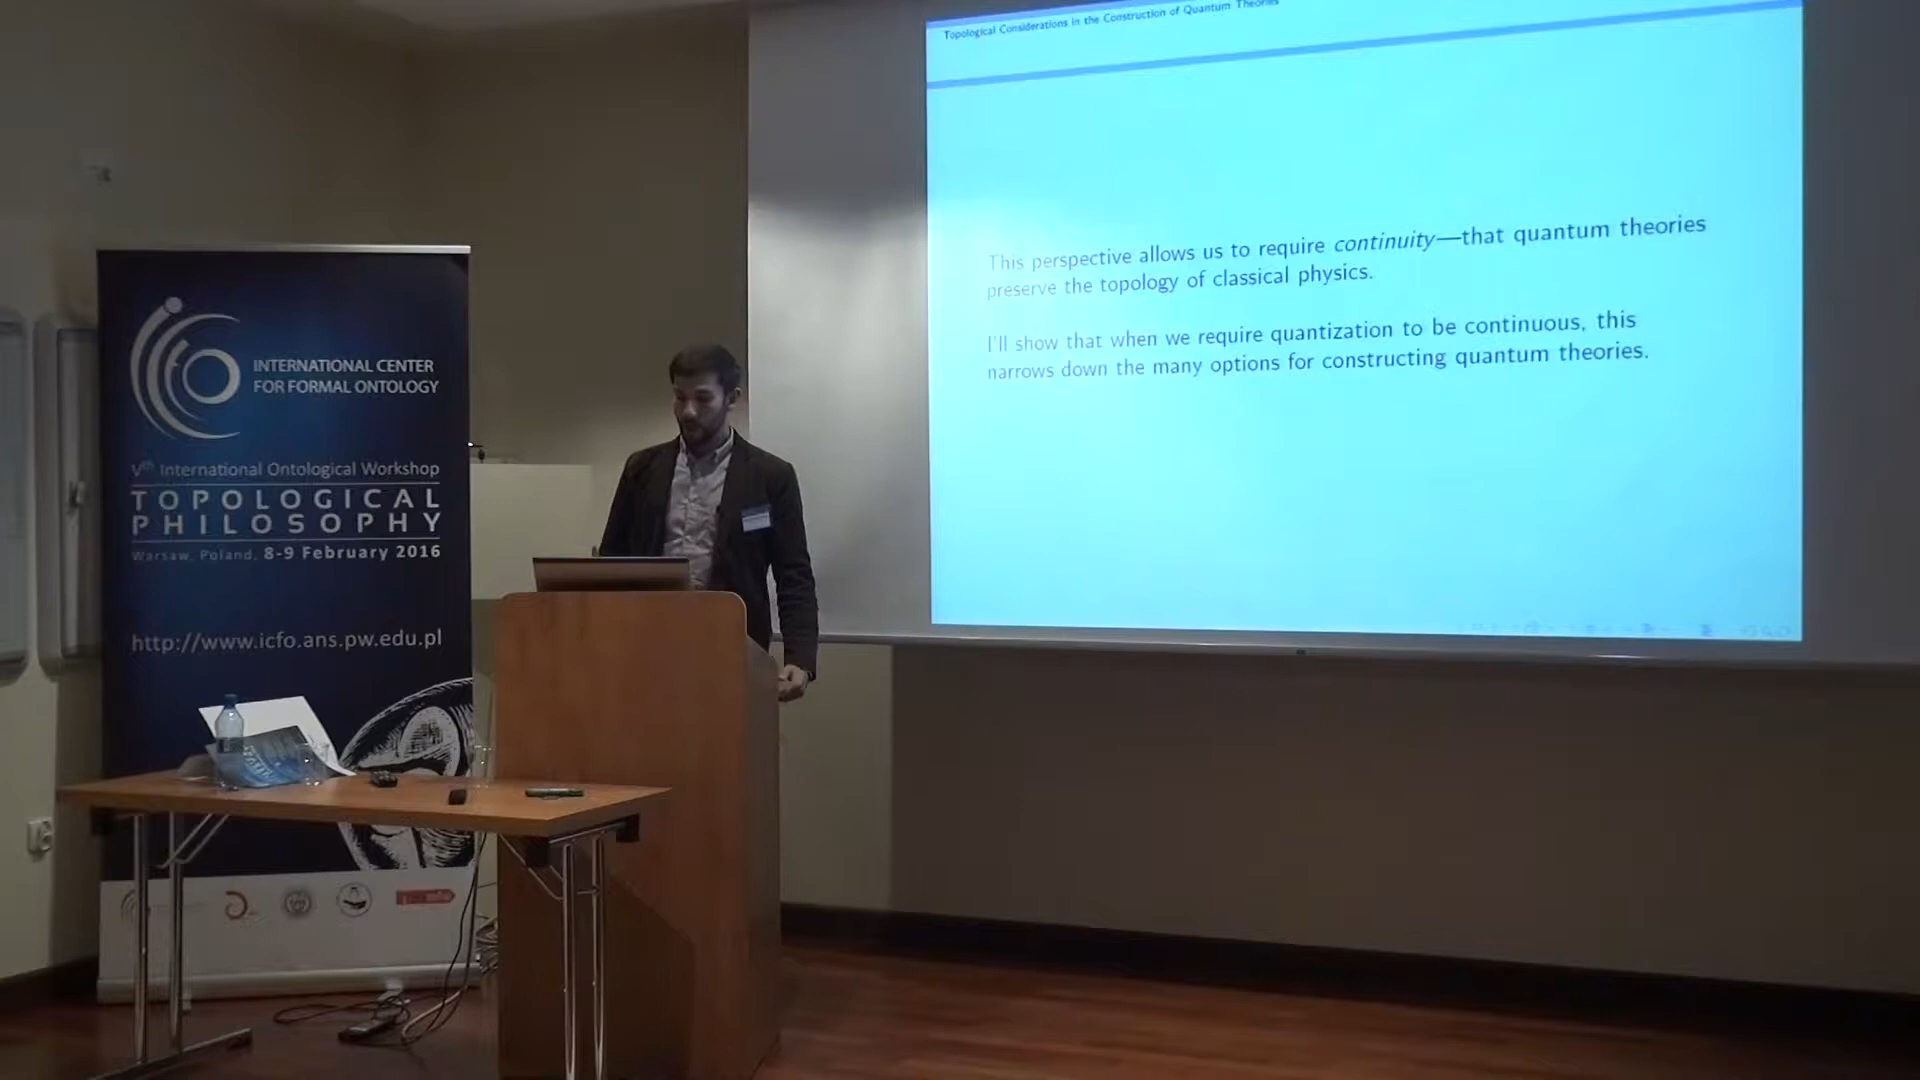 INTERNATIONAL CENTER
FOR FORMAL ONTOLOGY
Vth International Ontological Workshop
TOPOLOGICAL
PHILOSOPHY
Warsaw, Poland, 8-9 February 2016
http://www.icfo.ans.pw.edu.pl
Topological Considerations in the Construction of Quantum Theories
This perspective allows us to require continuity—that quantum theories
preserve the topology of classical physics.
I'll show that when we require quantization to be continuous, this
narrows down the many options for constructing quantum theories.